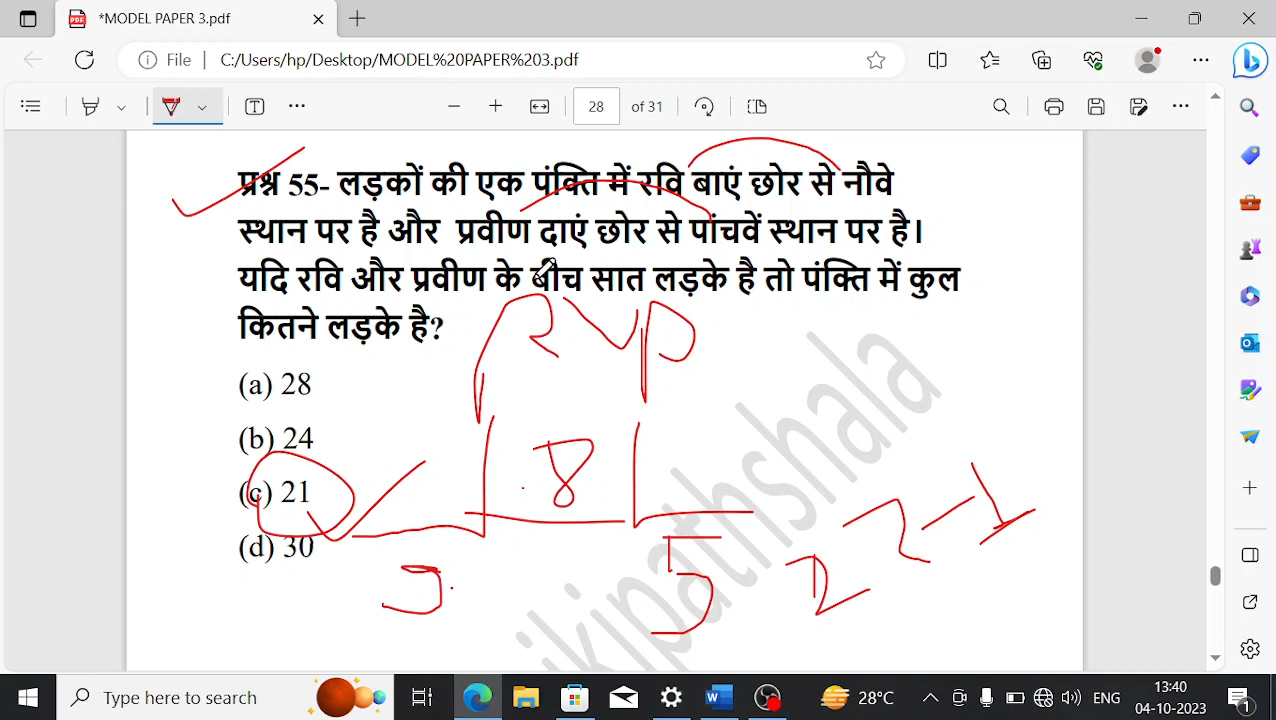 *MODEL PAPER 3.pdf
File C:/Users/hp/Desktop/MODEL%20PAPER%203.pdf
28 of 31
प्रश्न 55- लड़कों की एक पंक्ति में रवि बाएं छोर से नौवे
स्थान पर है और प्रवीण दाएं छोर से पांचवें स्थान पर है।
यदि रवि और प्रवीण के बीच सात लड़के है तो पंक्ति में कुल
कितने लड़के है?
(a) 28
(b) 24
(c) 21
(d) 30
8
5
ikipathshala
Type here to search
28°C
ENG
13:40
04-10-2023